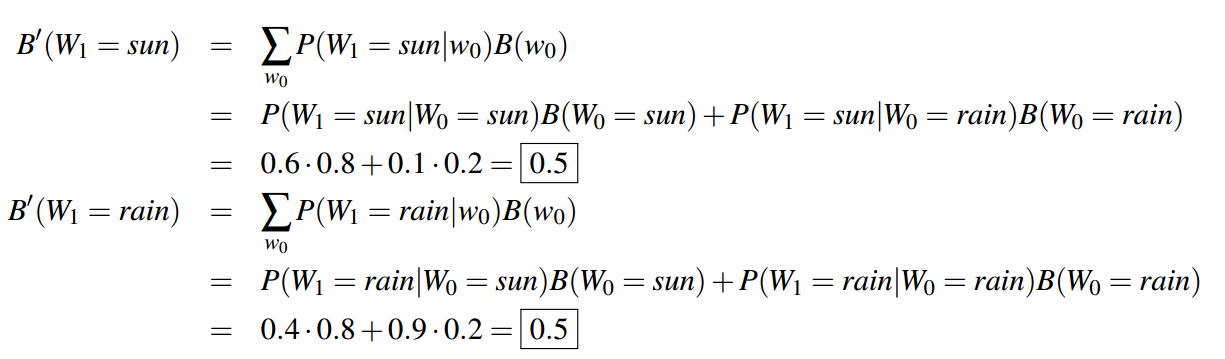 B′(W₁ = sun) = ∑ P(W₁ = sun|w₀)B(w₀)
w₀
= P(W₁ = sun|W₀ = sun)B(W₀ = sun) + P(W₁ = sun|W₀ = rain)B(W₀ = rain)
= 0.6 · 0.8 + 0.1 · 0.2 = 0.5
B′(W₁ = rain) = ∑ P(W₁ = rain|w₀)B(w₀)
w₀
= P(W₁ = rain|W₀ = sun)B(W₀ = sun) + P(W₁ = rain|W₀ = rain)B(W₀ = rain)
= 0.4 · 0.8 + 0.9 · 0.2 = 0.5